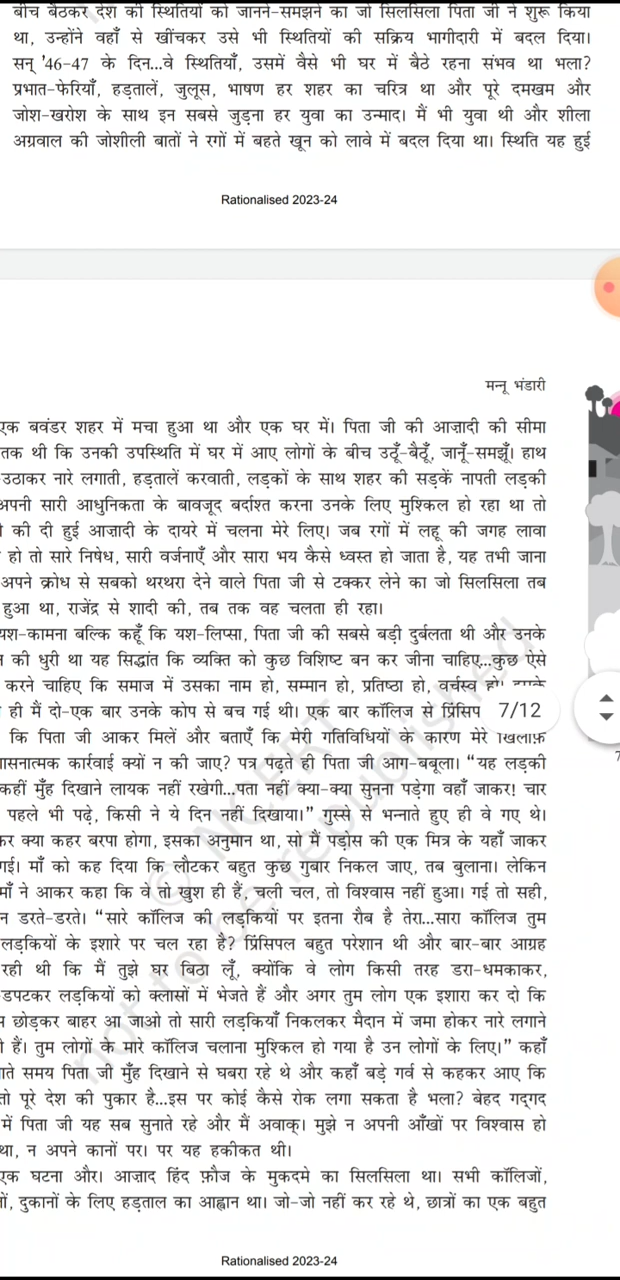 बीच बैठकर देश की स्थितियों को जानने-समझने का जो सिलसिला पिता जी ने शुरू किया
था, उन्होंने वहाँ से खींचकर उसे भी स्थितियों की सक्रिय भागीदारी में बदल दिया।
सन् '46-47 के दिन...वे स्थितियाँ, उसमें वैसे भी घर में बैठे रहना संभव था भला?
प्रभात-फेरियाँ, हड़तालें, जुलूस, भाषण हर शहर का चरित्र था और पूरे दमखम और
जोश-खरोश के साथ इन सबसे जुड़ना हर युवा का उन्माद। मैं भी युवा थी और शीला
अग्रवाल की जोशीली बातों ने रगों में बहते खून को लावे में बदल दिया था। स्थिति यह हुई
Rationalised 2023-24
मन्नू भंडारी
एक बवंडर शहर में मचा हुआ था और एक घर में। पिता जी की आज़ादी की सीमा
तक थी कि उनकी उपस्थिति में घर में आए लोगों के बीच उठूँ-बैठूँ, जानूँ-समझूँ। हाथ
उठाकर नारे लगाती, हड़तालें करवाती, लड़कों के साथ शहर की सड़कें नापती लड़की
अपनी सारी आधुनिकता के बावजूद बर्दाश्त करना उनके लिए मुश्किल हो रहा था तो
की दी हुई आज़ादी के दायरे में चलना मेरे लिए। जब रगों में लहू की जगह लावा
हो तो सारे निषेध, सारी वर्जनाएँ और सारा भय कैसे ध्वस्त हो जाता है, यह तभी जाना
अपने क्रोध से सबको थरथरा देने वाले पिता जी से टक्कर लेने का जो सिलसिला तब
हुआ था, राजेंद्र से शादी की, तब तक वह चलता ही रहा।
यश-कामना बल्कि कहूँ कि यश-लिप्सा, पिता जी की सबसे बड़ी दुर्बलता थी और उनके
की धुरी था यह सिद्धांत कि व्यक्ति को कुछ विशिष्ट बन कर जीना चाहिए...कुछ ऐसे
करने चाहिए कि समाज में उसका नाम हो, सम्मान हो, प्रतिष्ठा हो, वर्चस्व
ही मैं दो-एक बार उनके कोप से बच गई थी। एक बार कॉलिज से प्रिंसिप
7/12
कि पिता जी आकर मिलें और बताएँ कि मेरी गतिविधियों के कारण मेरे खिलाफ़
ासनात्मक कार्रवाई क्यों न की जाए? पत्र पढ़ते ही पिता जी आग-बबूला। “यह लड़की
कहीं मुँह दिखाने लायक नहीं रखेगी...पता नहीं क्या-क्या सुनना पड़ेगा वहाँ जाकर! चार
पहले भी पढ़े, किसी ने ये दिन नहीं दिखाया।” गुस्से से भन्नाते हुए ही वे गए थे।
कर क्या कहर बरपा होगा, इसका अनुमान था, सो मैं पड़ोस की एक मित्र के यहाँ जाकर
गई। माँ को कह दिया कि लौटकर बहुत कुछ गुबार निकल जाए, तब बुलाना। लेकिन
माँ ने आकर कहा कि वे तो खुश ही हैं, चली चल, तो विश्वास नहीं हुआ। गई तो सही,
न डरते-डरते। “सारे कॉलिज की लड़कियों पर इतना रौब है तेरा...सारा कॉलिज तुम
लड़कियों के इशारे पर चल रहा है? प्रिंसिपल बहुत परेशान थी और बार-बार आग्रह
रही थी कि मैं तुझे घर बिठा लूँ, क्योंकि वे लोग किसी तरह डरा-धमकाकर,
डपटकर लड़कियों को क्लासों में भेजते हैं और अगर तुम लोग एक इशारा कर दो कि
छोड़कर बाहर आ जाओ तो सारी लड़कियाँ निकलकर मैदान में जमा होकर नारे लगाने
हैं। तुम लोगों के मारे कॉलिज चलाना मुश्किल हो गया है उन लोगों के लिए।” कहाँ
ाते समय पिता जी मुँह दिखाने से घबरा रहे थे और कहाँ बड़े गर्व से कहकर आए कि
तो पूरे देश की पुकार है...इस पर कोई कैसे रोक लगा सकता है भला? बेहद गद्गद
में पिता जी यह सब सुनाते रहे और मैं अवाक्। मुझे न अपनी आँखों पर विश्वास हो
था, न अपने कानों पर। पर यह हकीकत थी।
एक घटना और। आज़ाद हिंद फ़ौज के मुकदमे का सिलसिला था। सभी कॉलिजों,
ों, दुकानों के लिए हड़ताल का आह्वान था। जो-जो नहीं कर रहे थे, छात्रों का एक बहुत
© NCERT
not to be republished
Rationalised 2023-24